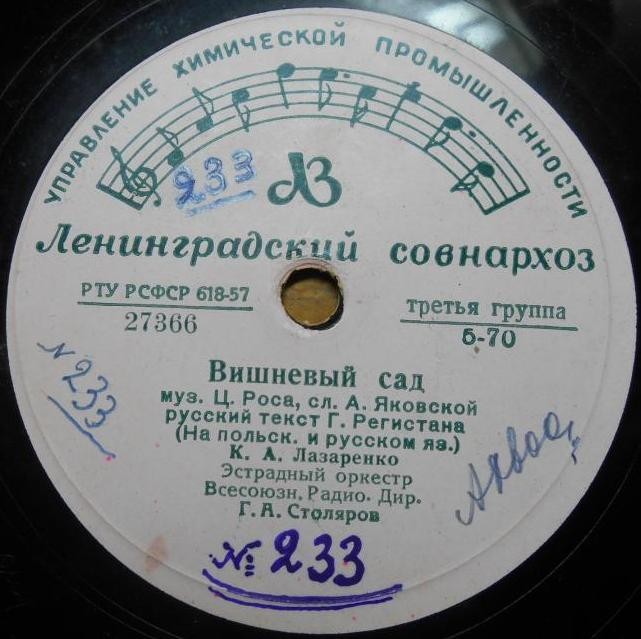 УПРАВЛЕНИЕ ХИМИЧЕСКОЙ ПРОМЫШЛЕННОСТИ
233
ЛЗ
Ленинградский совнархоз
РТУ РСФСР 618-57
27366
третья группа
6-70
Вишневый сад
муз. Ц. Роса, сл. А. Яковской
русский текст Г. Регистана
(На польск. и русском яз.)
К. А. Лазаренко
Эстрадный оркестр
Всесоюзн. Радио. Дир.
Г. А. Столяров
№ 233
№ 233